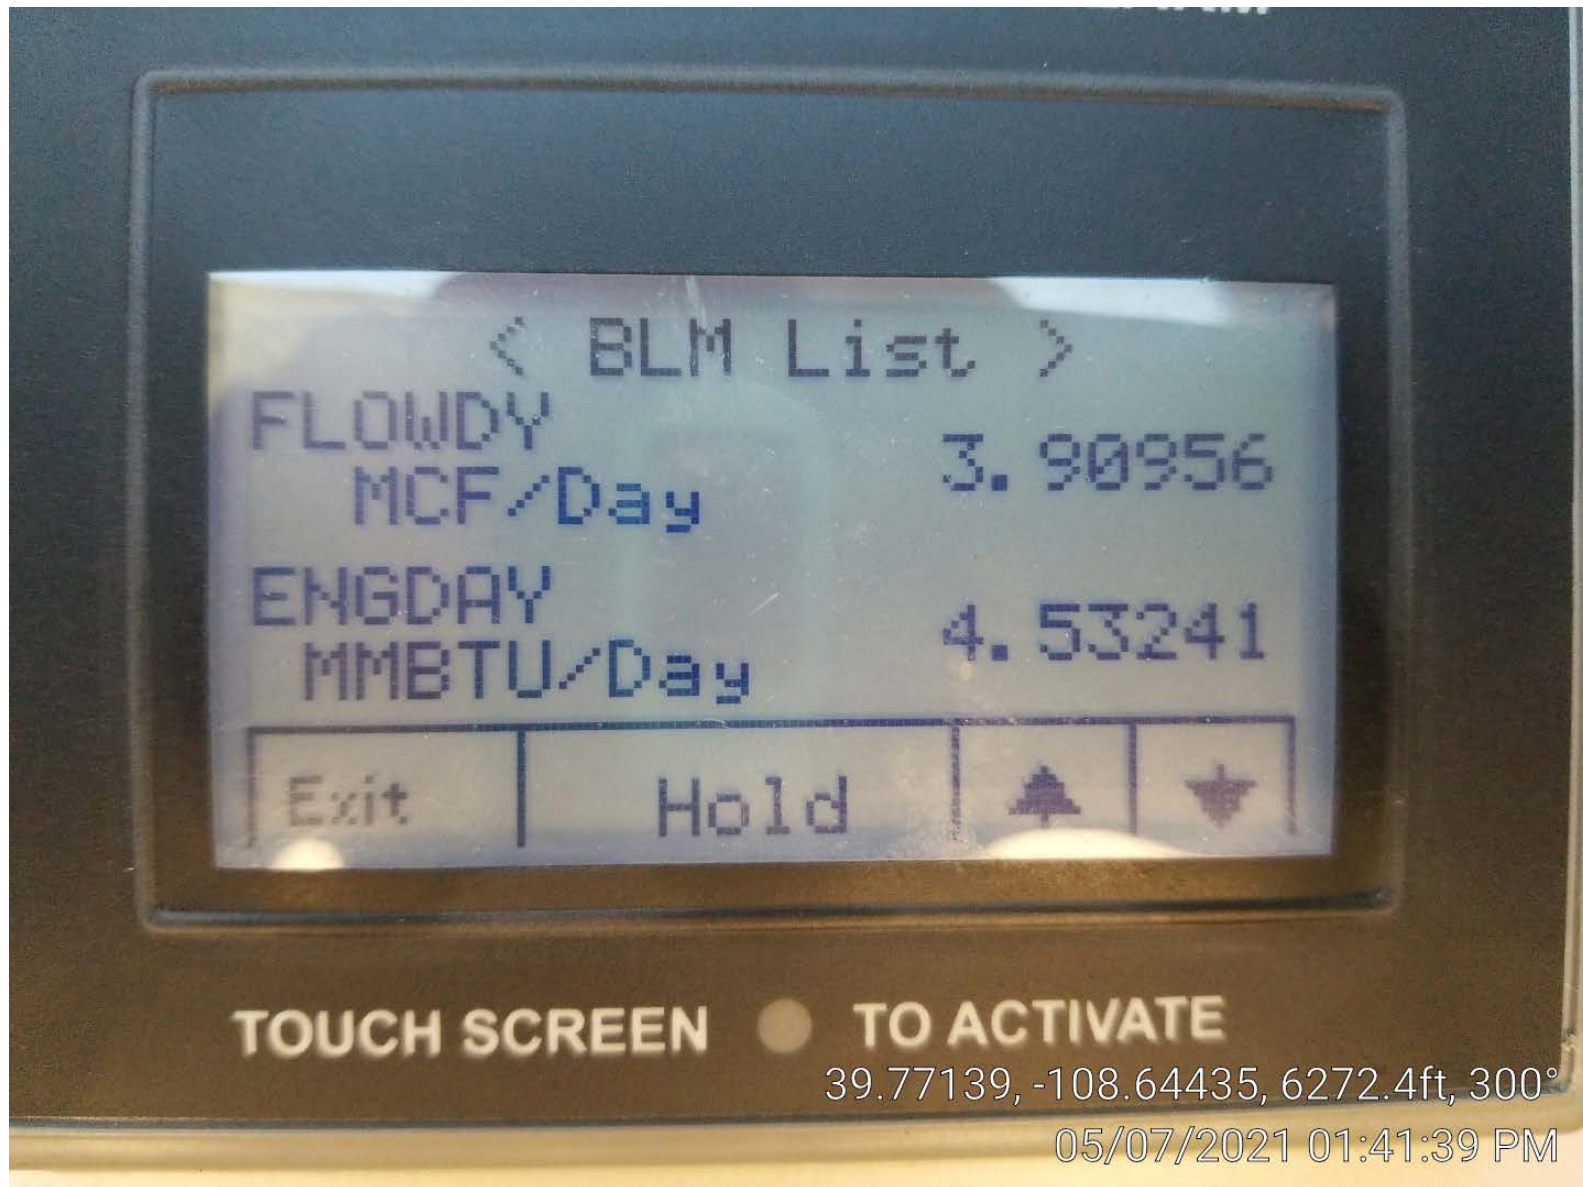 < BLM List >
FLOWDY
MCF/Day 3.90956
ENGDAY
MMBTU/Day 4.53241
Exit Hold
TOUCH SCREEN TO ACTIVATE
39.77139, -108.64435, 6272.4ft, 300°
05/07/2021 01:41:39 PM